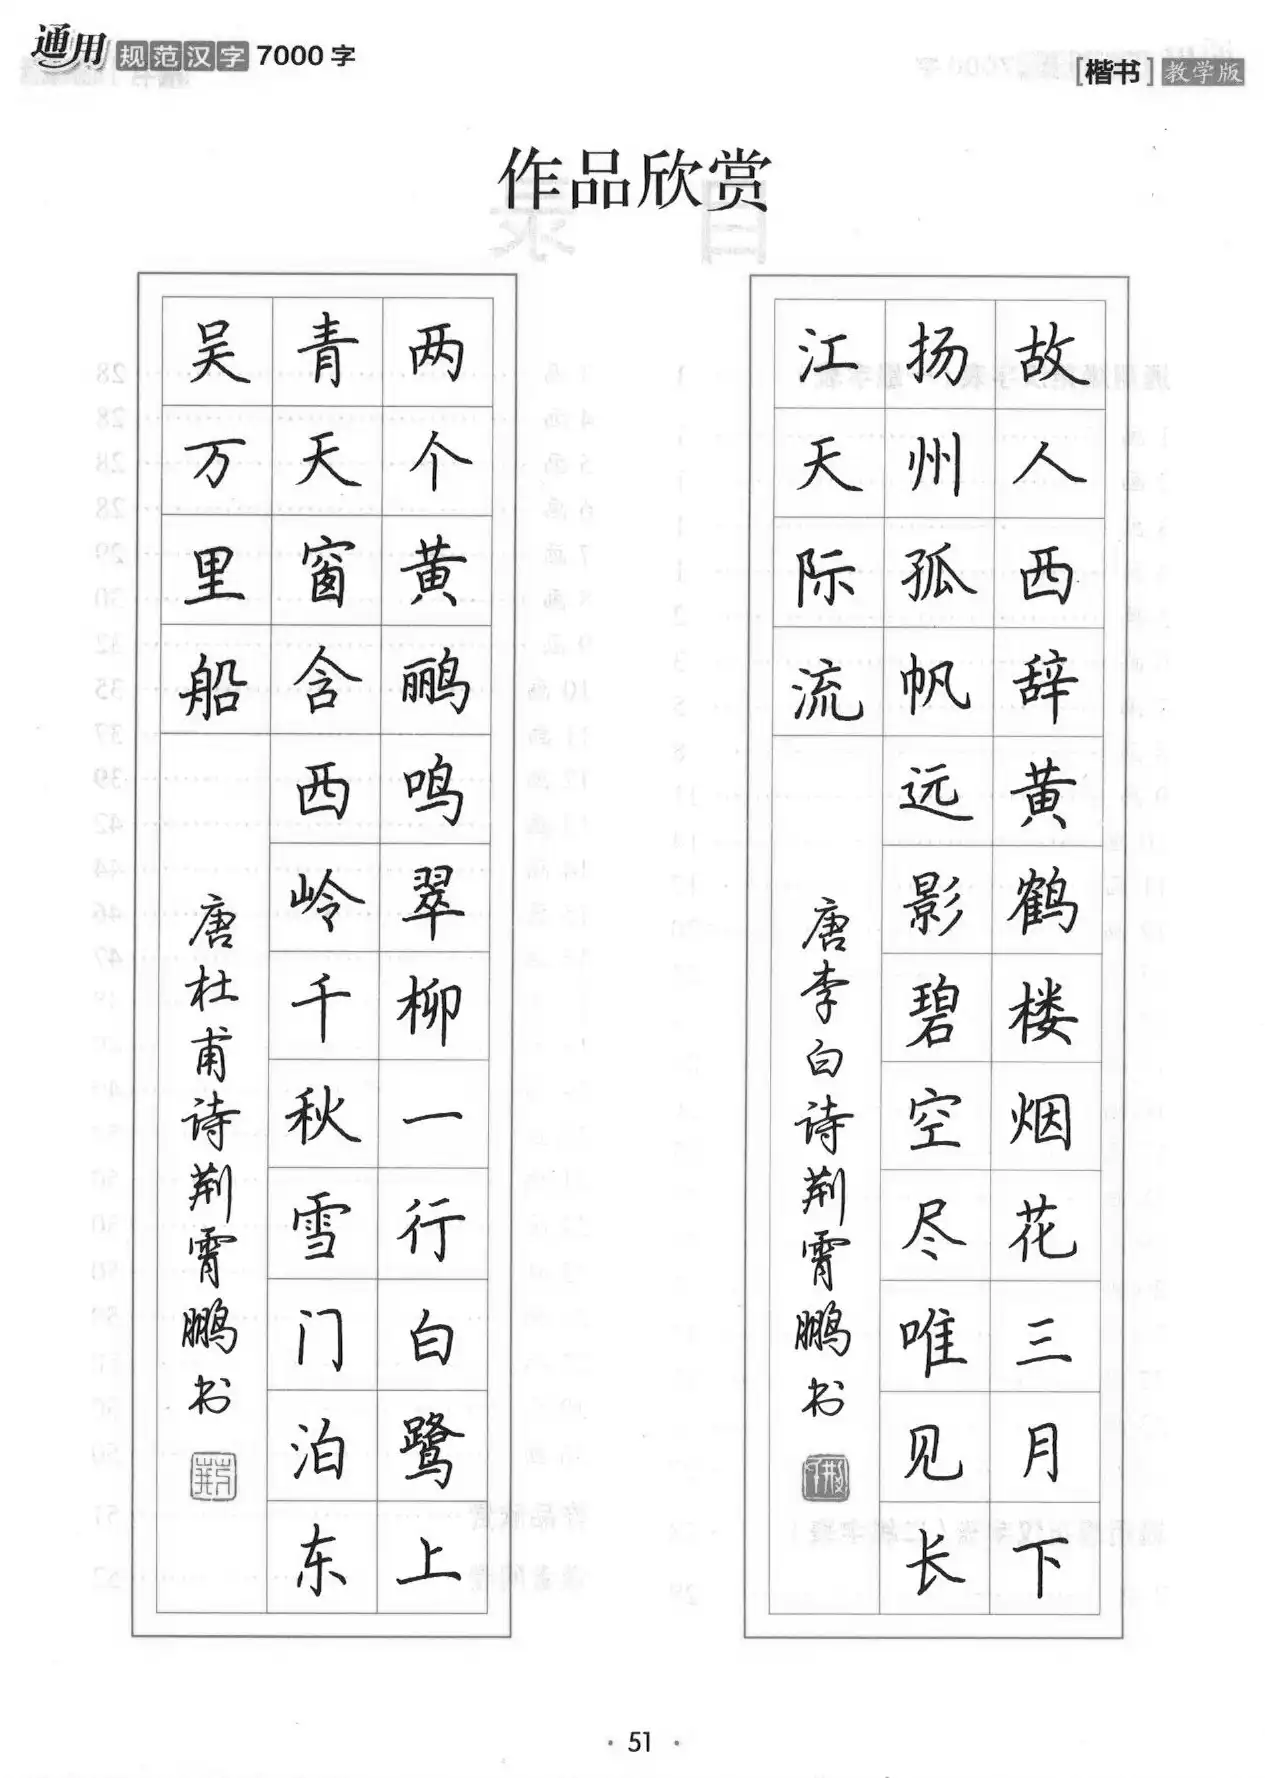 通用规范汉字7000字
[楷书]教学版
作品欣赏
故人西辞黄鹤楼烟花三月下
扬州孤帆远影碧空尽唯见长
江天际流
唐李白诗荆霄鹏书
两个黄鹂鸣翠柳一行白鹭上
青天窗含西岭千秋雪门泊东
吴万里船
唐杜甫诗荆霄鹏书
· 51 ·